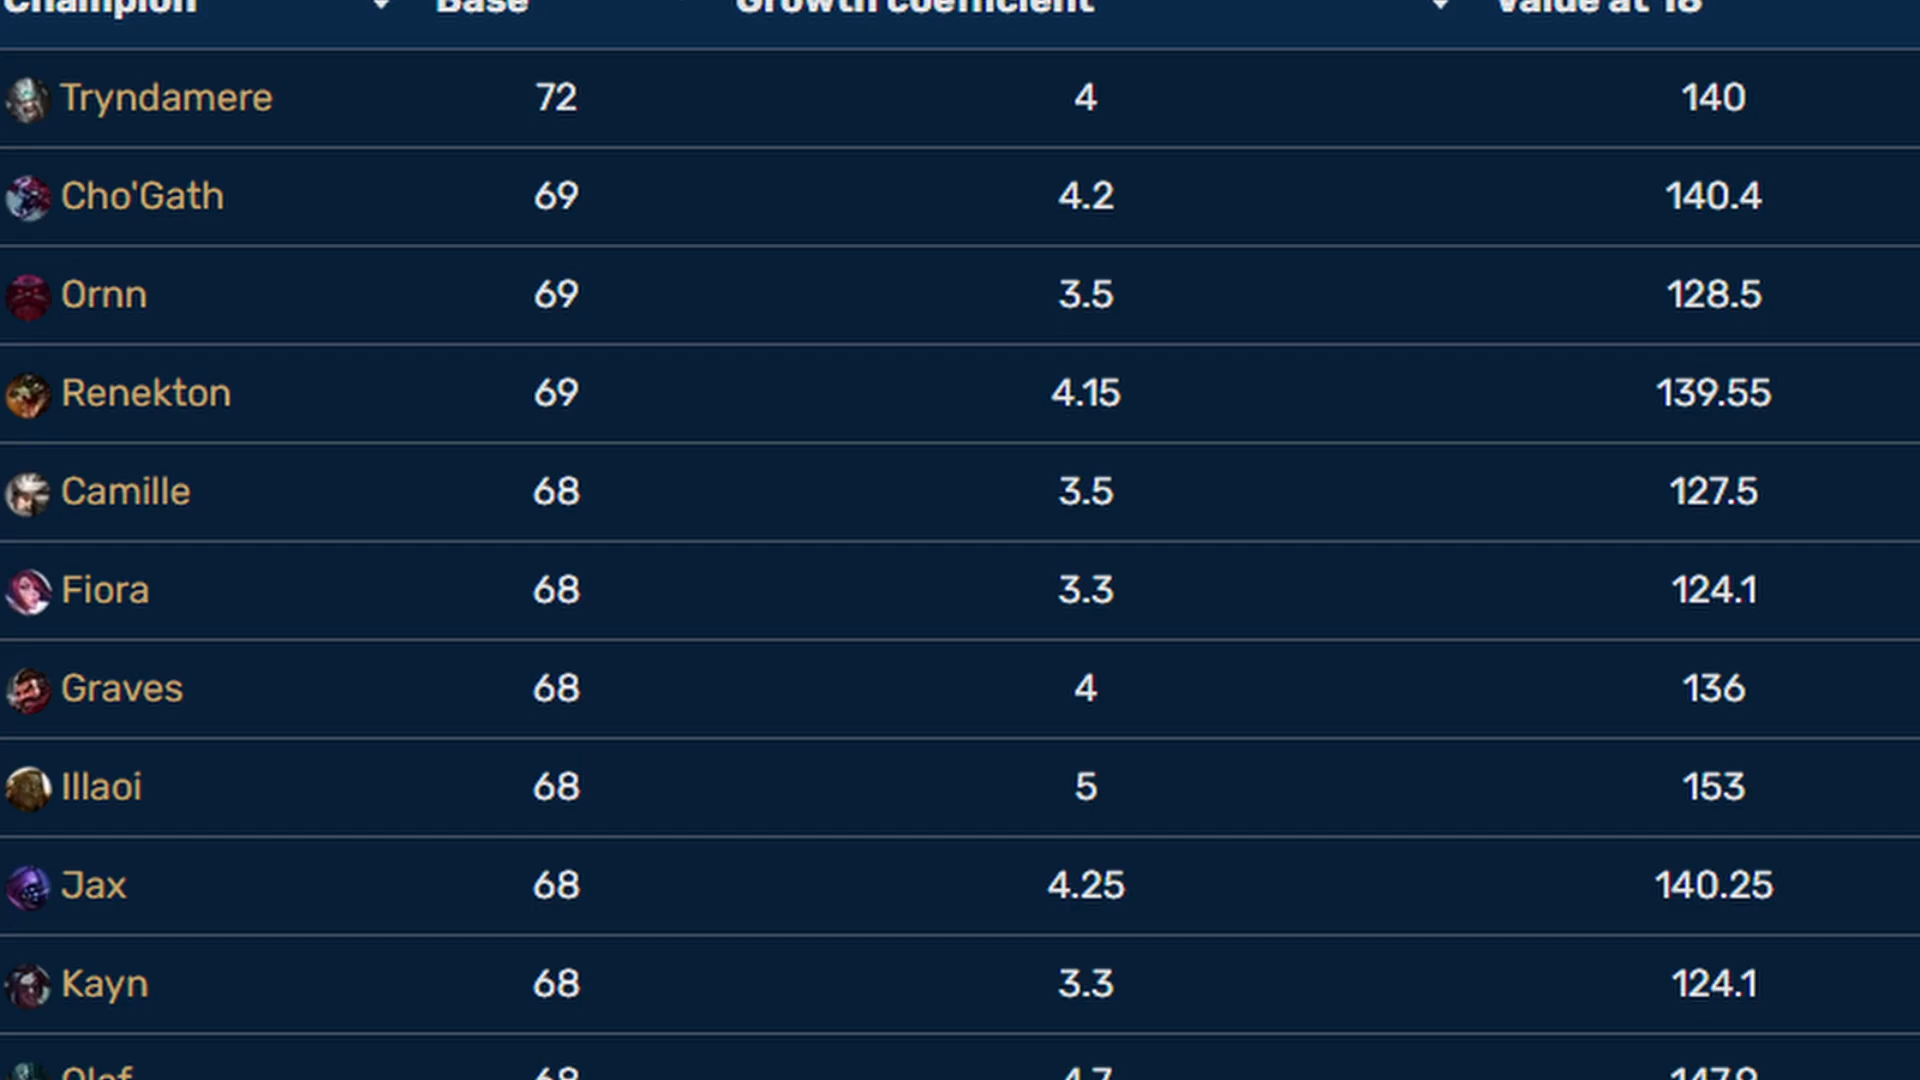 Champion Base Growth coefficient Value at 18
Tryndamere 72 4 140
Cho'Gath 69 4.2 140.4
Ornn 69 3.5 128.5
Renekton 69 4.15 139.55
Camille 68 3.5 127.5
Fiora 68 3.3 124.1
Graves 68 4 136
Illaoi 68 5 153
Jax 68 4.25 140.25
Kayn 68 3.3 124.1
Olaf 68 4.7 147.9